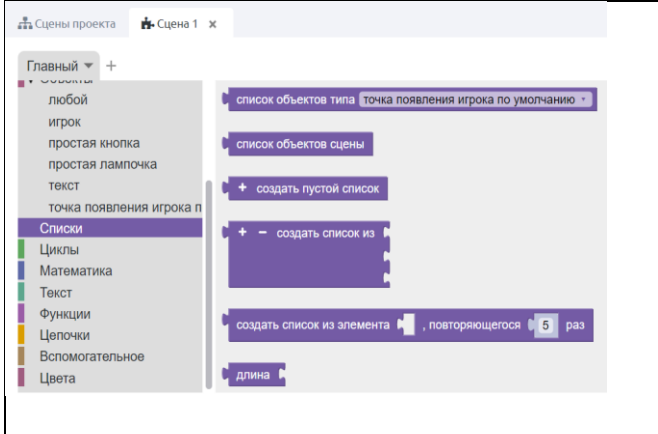 Сцены проекта Сцена 1 ×
Главный +
Объекты
любой
игрок
простая кнопка
простая лампочка
текст
точка появления игрока п
Списки
Циклы
Математика
Текст
Функции
Цепочки
Вспомогательное
Цвета
список объектов типа точка появления игрока по умолчанию
список объектов сцены
+ создать пустой список
+ − создать список из
создать список из элемента , повторяющегося 5 раз
длина